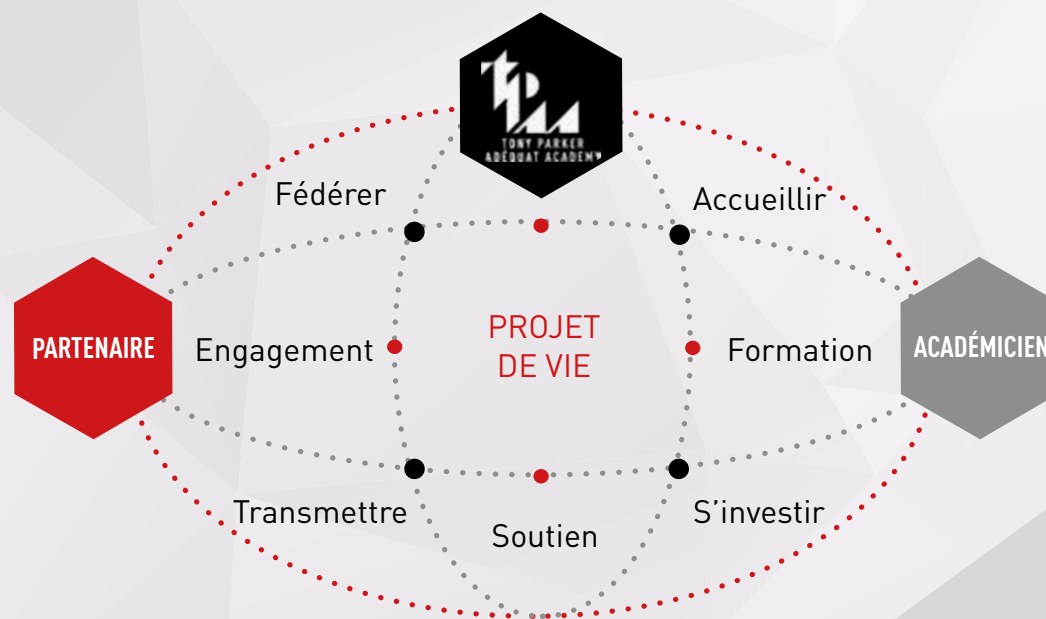 TONY PARKER
ADÉQUAT ACADEMY
Fédérer
Accueillir
PARTENAIRE
Engagement
PROJET
DE VIE
Formation
ACADÉMICIEN
Transmettre
Soutien
S’investir